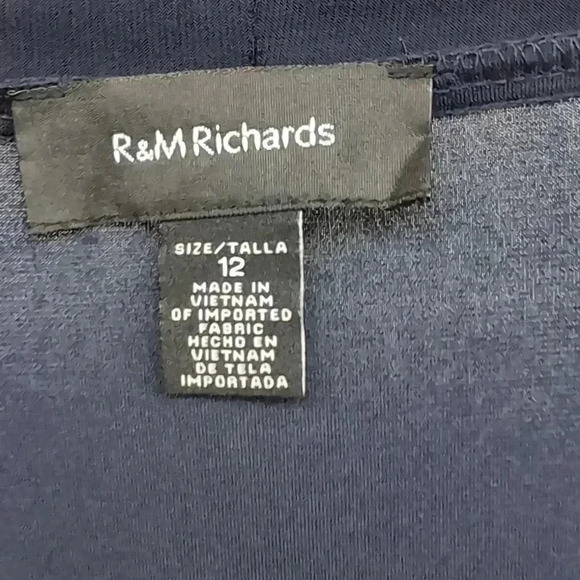 R&M Richards
SIZE/TALLA
12
MADE IN
VIETNAM
OF IMPORTED
FABRIC
HECHO EN
VIETNAM
DE TELA
IMPORTADA